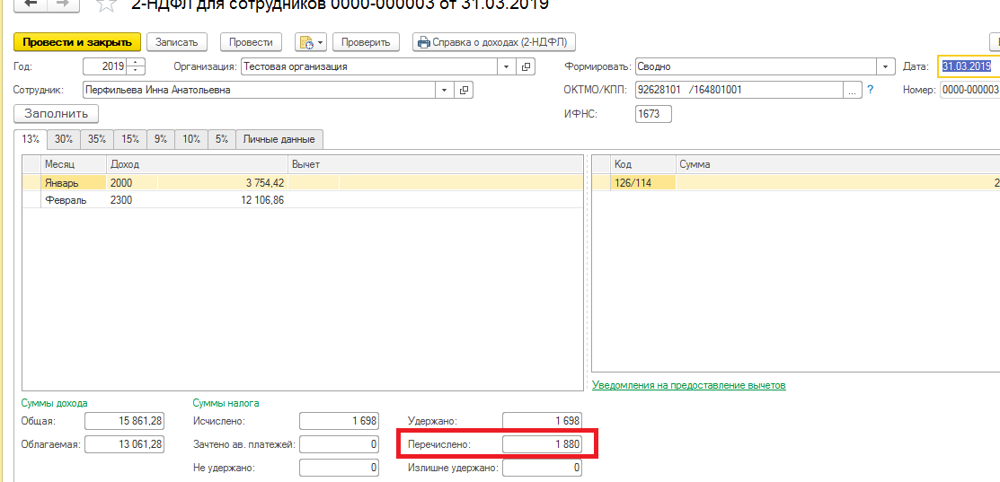 2-НДФЛ для сотрудников 0000-000003 от 31.03.2019
Провести и закрыть Записать Провести Проверить Справка о доходах (2-НДФЛ)
Год: 2019 Организация: Тестовая организация Формировать: Сводно Дата: 31.03.2019
Сотрудник: Перфильева Инна Анатольевна ОКТМО/КПП: 92628101 /164801001 ... ? Номер: 0000-000003
Заполнить ИФНС: 1673
13% 30% 35% 15% 9% 10% 5% Личные данные
Месяц Доход Вычет Код Сумма
Январь 2000 3 754,42 126/114 2
Февраль 2300 12 106,86
Уведомления на предоставление вычетов
Суммы дохода Суммы налога
Общая: 15 861,28 Исчислено: 1 698 Удержано: 1 698
Облагаемая: 13 061,28 Зачтено ав. платежей: 0 Перечислено: 1 880
Не удержано: 0 Излишне удержано: 0